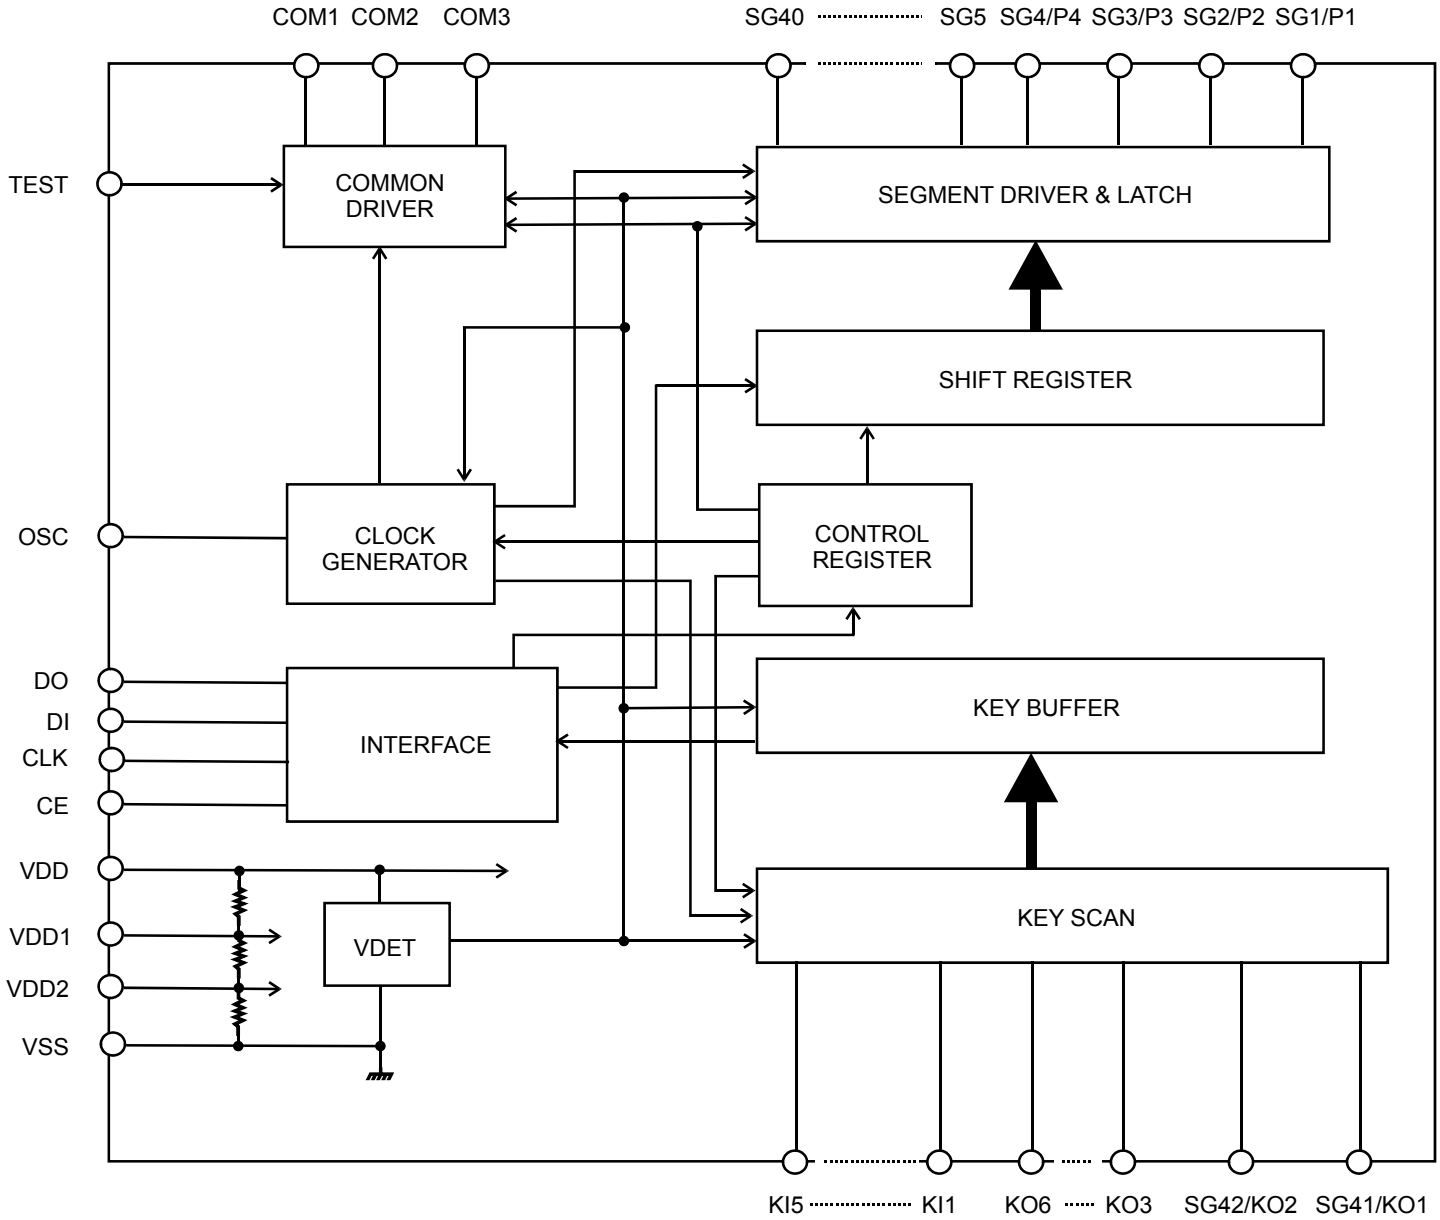 COM1 COM2 COM3 SG40 SG5 SG4/P4 SG3/P3 SG2/P2 SG1/P1
TEST
COMMON
DRIVER
SEGMENT DRIVER & LATCH
SHIFT REGISTER
OSC
CLOCK
GENERATOR
CONTROL
REGISTER
DO
DI
CLK
CE
INTERFACE
KEY BUFFER
VDD
VDD1
VDD2
VSS
VDET
KEY SCAN
KI5 KI1 KO6 KO3 SG42/KO2 SG41/KO1